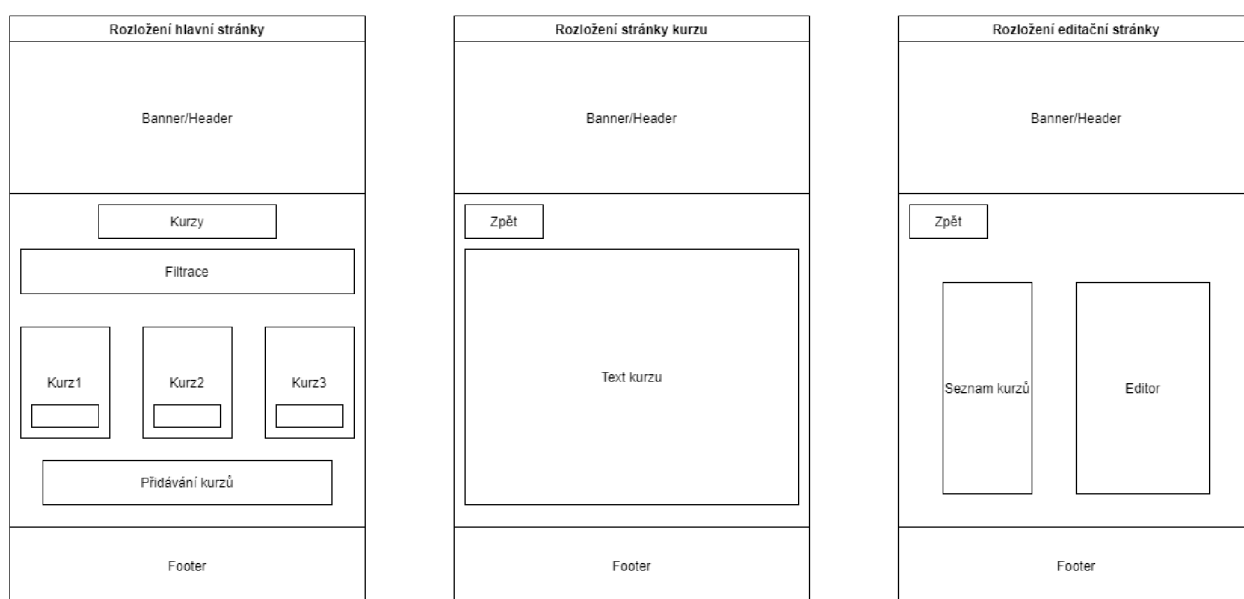 Rozložení hlavní stránky
Banner/Header
Kurzy
Filtrace
Kurz1
Kurz2
Kurz3
Přidávání kurzů
Footer
Rozložení stránky kurzu
Banner/Header
Zpět
Text kurzu
Footer
Rozložení editační stránky
Banner/Header
Zpět
Seznam kurzů
Editor
Footer